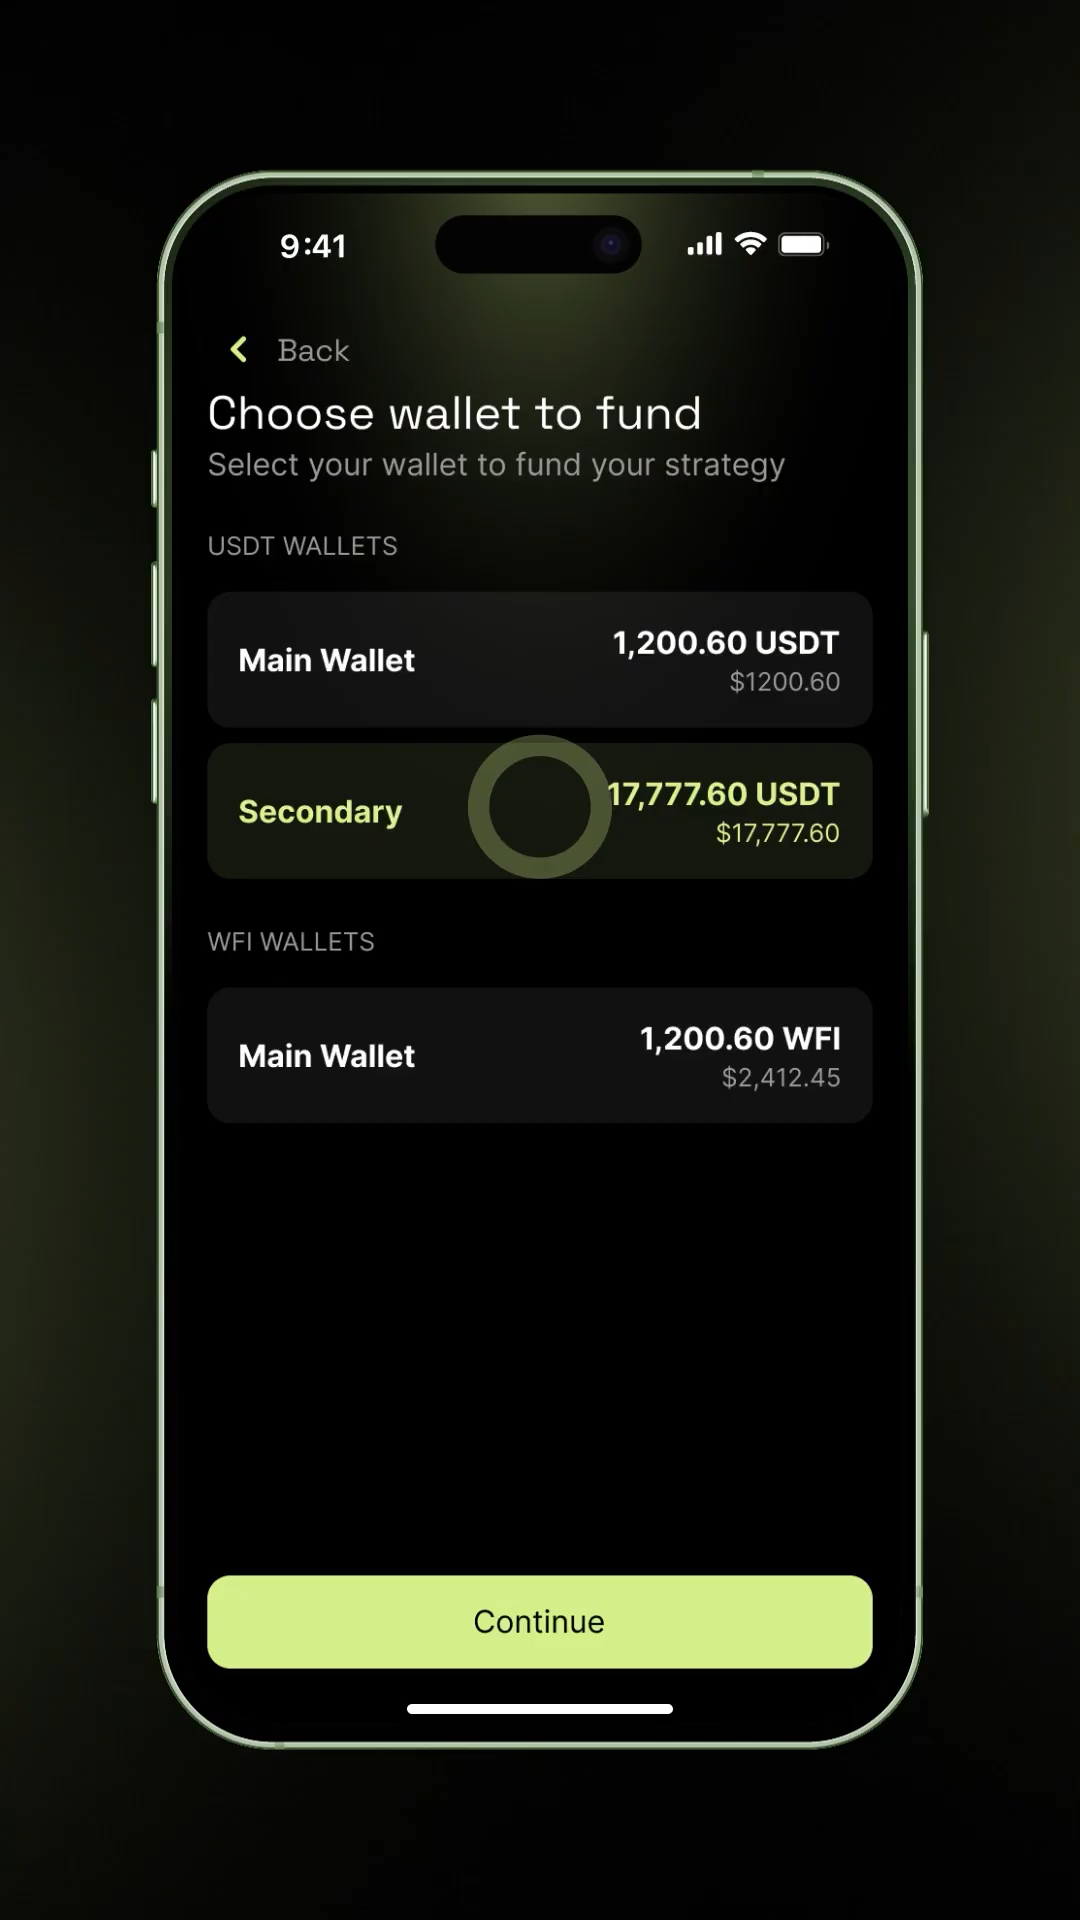 9:41
Back
Choose wallet to fund
Select your wallet to fund your strategy
USDT WALLETS
Main Wallet
1,200.60 USDT
$1200.60
Secondary
17,777.60 USDT
$17,777.60
WFI WALLETS
Main Wallet
1,200.60 WFI
$2,412.45
Continue